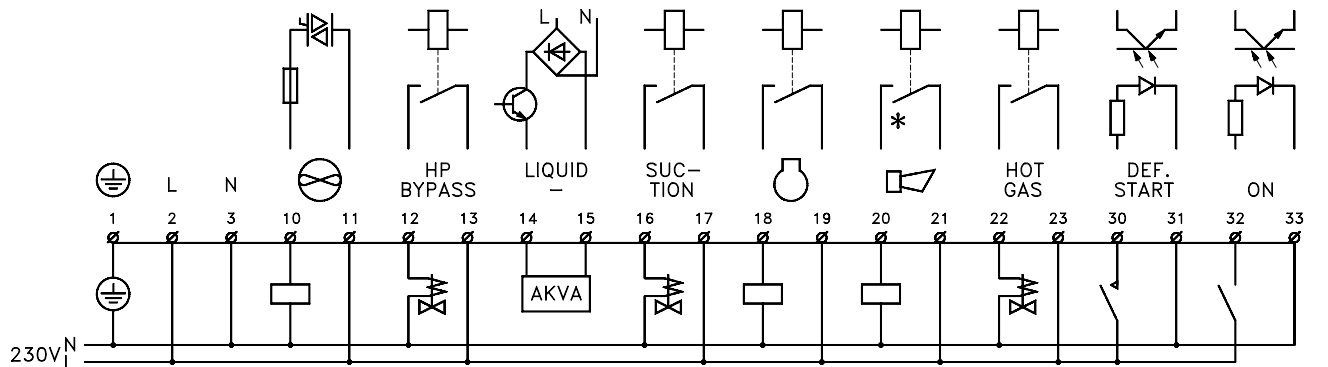 L N
HP LIQUID SUC- HOT DEF.
L N BYPASS - TION GAS START ON
1 2 3 10 11 12 13 14 15 16 17 18 19 20 21 22 23 30 31 32 33
AKVA
N
230V
L